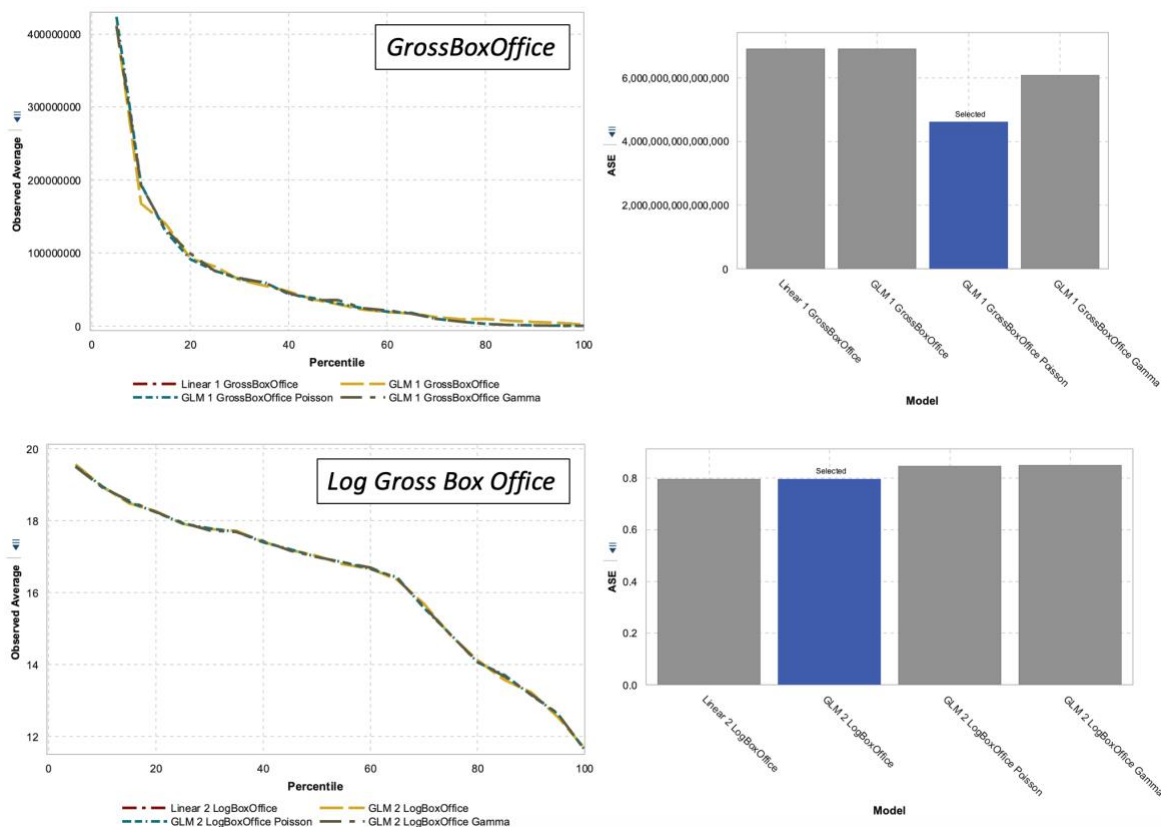 GrossBoxOffice
400000000
300000000
200000000
100000000
0
Observed Average
0 20 40 60 80 100
Percentile
Linear 1 GrossBoxOffice GLM 1 GrossBoxOffice
GLM 1 GrossBoxOffice Poisson GLM 1 GrossBoxOffice Gamma
6,000,000,000,000,000
4,000,000,000,000,000
2,000,000,000,000,000
0
ASE
Selected
Linear 1 GrossBoxOffice
GLM 1 GrossBoxOffice
GLM 1 GrossBoxOffice Poisson
GLM 1 GrossBoxOffice Gamma
Model
Log Gross Box Office
20
18
16
14
12
Observed Average
0 20 40 60 80 100
Percentile
Linear 2 LogBoxOffice GLM 2 LogBoxOffice
GLM 2 LogBoxOffice Poisson GLM 2 LogBoxOffice Gamma
0.8
0.6
0.4
0.2
0.0
ASE
Selected
Linear 2 LogBoxOffice
GLM 2 LogBoxOffice
GLM 2 LogBoxOffice Poisson
GLM 2 LogBoxOffice Gamma
Model